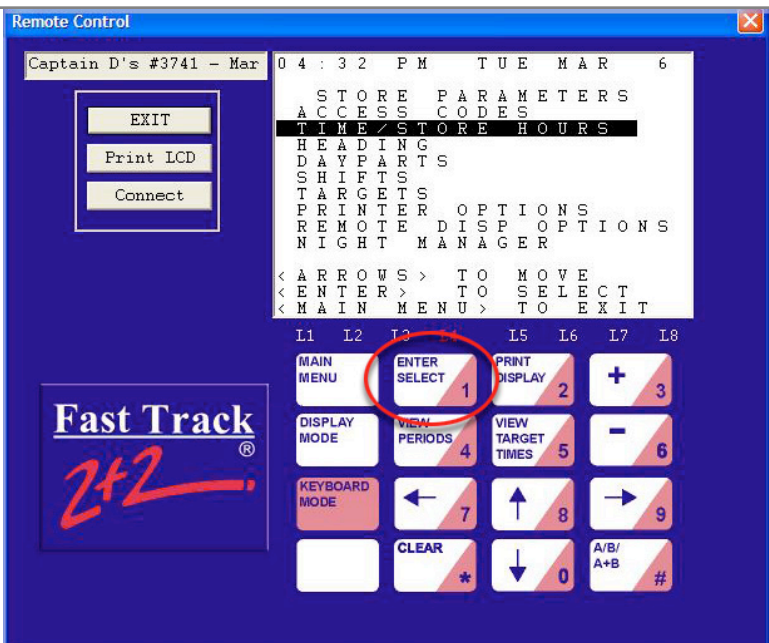 Remote Control
Captain D's #3741 - Mar
04:32 PM TUE MAR 6
STORE PARAMETERS
ACCESS CODES
TIME/STORE HOURS
HEADING
DAYPARTS
SHIFTS
TARGETS
PRINTER OPTIONS
REMOTE DISP OPTIONS
NIGHT MANAGER
<ARROWS> TO MOVE
<ENTER> TO SELECT
<MAIN MENU> TO EXIT
EXIT
Print LCD
Connect
L1 L2 L3 L4 L5 L6 L7 L8
MAIN MENU
ENTER SELECT 1
PRINT DISPLAY 2
+ 3
DISPLAY MODE
VIEW PERIODS 4
VIEW TARGET TIMES 5
- 6
KEYBOARD MODE
← 7
↑ 8
→ 9
CLEAR *
↓ 0
A/B/ A+B #
Fast Track
2+2 ®